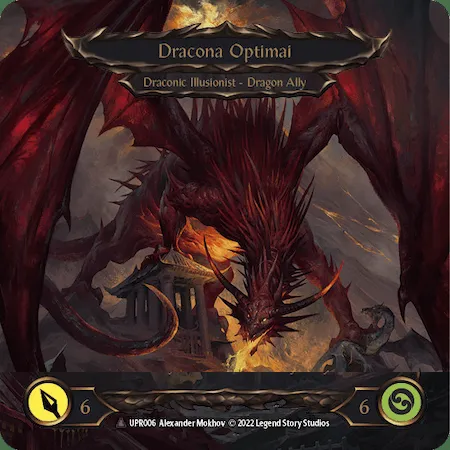 Dracona Optimai
Draconic Illusionist - Dragon Ally
6
6
UPR006 Alexander Mokhov © 2022 Legend Story Studios